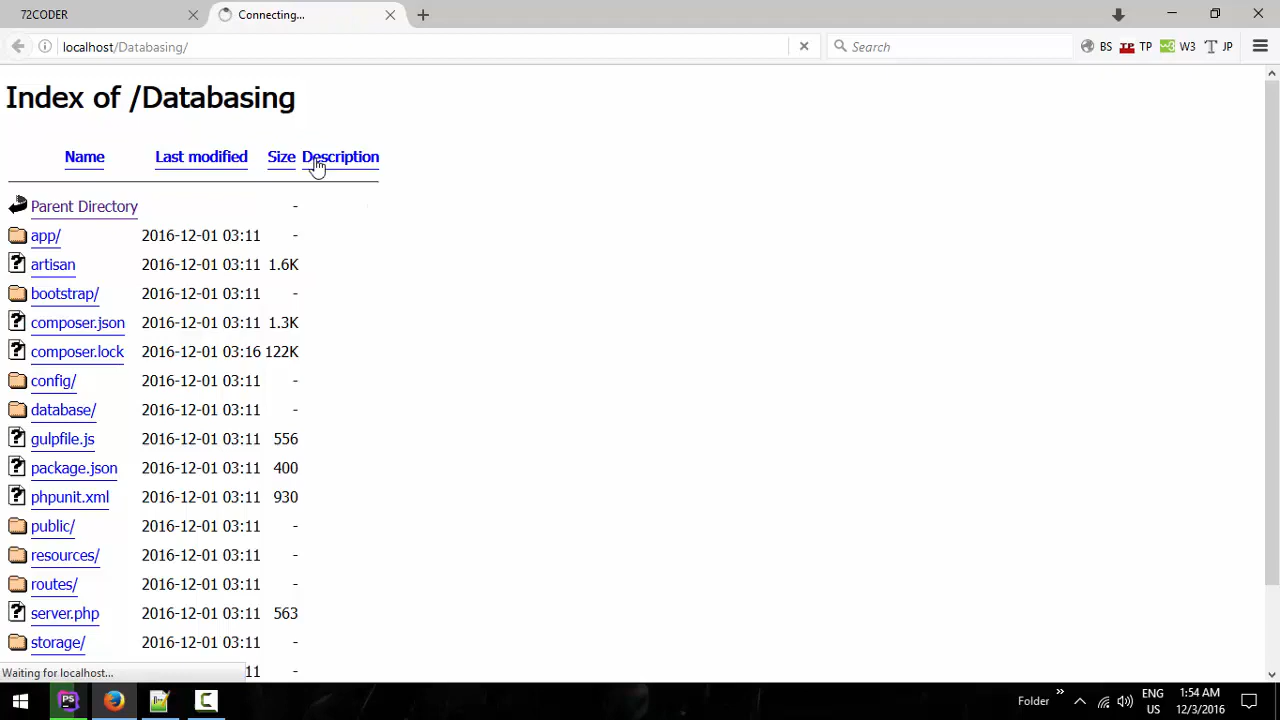 72CODER
Connecting...
localhost/Databasing/
Search
BS TP W3 JP
Index of /Databasing
Name Last modified Size Description
Parent Directory -
app/ 2016-12-01 03:11 -
artisan 2016-12-01 03:11 1.6K
bootstrap/ 2016-12-01 03:11 -
composer.json 2016-12-01 03:11 1.3K
composer.lock 2016-12-01 03:16 122K
config/ 2016-12-01 03:11 -
database/ 2016-12-01 03:11 -
gulpfile.js 2016-12-01 03:11 556
package.json 2016-12-01 03:11 400
phpunit.xml 2016-12-01 03:11 930
public/ 2016-12-01 03:11 -
resources/ 2016-12-01 03:11 -
routes/ 2016-12-01 03:11 -
server.php 2016-12-01 03:11 563
storage/ 2016-12-01 03:11 -
Waiting for localhost... 11 -
PS
Folder
ENG
US
1:54 AM
12/3/2016